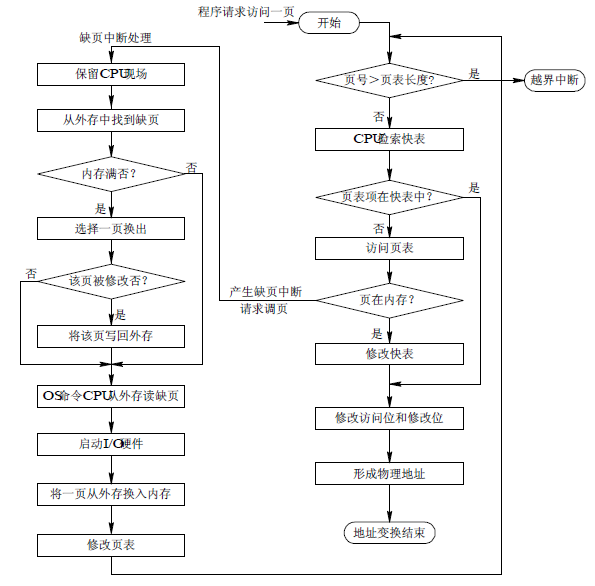 程序请求访问一页
开始
缺页中断处理
保留CPU现场
从外存中找到缺页
内存满否？
否
是
选择一页换出
该页被修改否？
否
是
将该页写回外存
OS命令CPU从外存读缺页
启动I/O硬件
将一页从外存换入内存
修改页表
页号＞页表长度？
是
越界中断
否
CPU检索快表
页表项在快表中？
是
否
访问页表
产生缺页中断
请求调页
页在内存？
是
修改快表
修改访问位和修改位
形成物理地址
地址变换结束